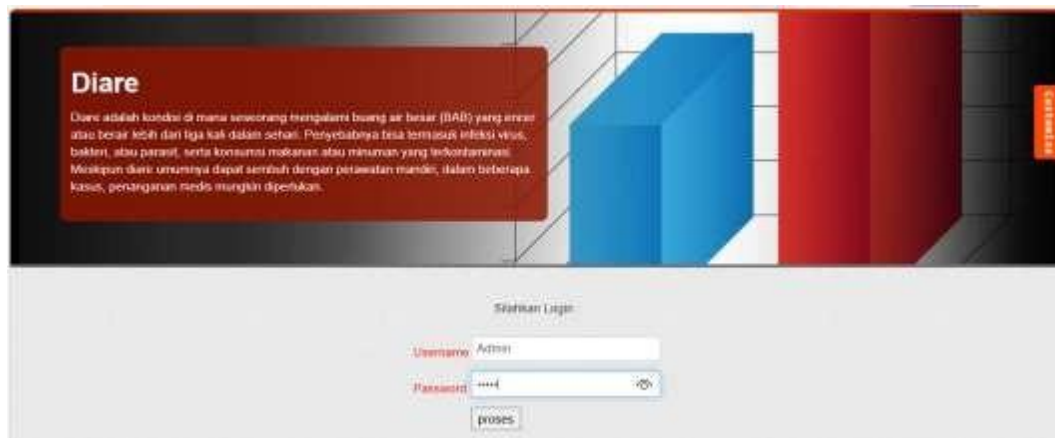 Diare
Diare adalah kondisi di mana seseorang mengalami buang air besar (BAB) yang encer
atau berair lebih dari tiga kali dalam sehari. Penyebabnya bisa termasuk infeksi virus,
bakteri, atau parasit, serta konsumsi makanan atau minuman yang terkontaminasi.
Meskipun diare umumnya dapat sembuh dengan perawatan mandiri, dalam beberapa
kasus, penanganan medis mungkin diperlukan.
Customize
Silahkan Login
Username Admin
Password
proses